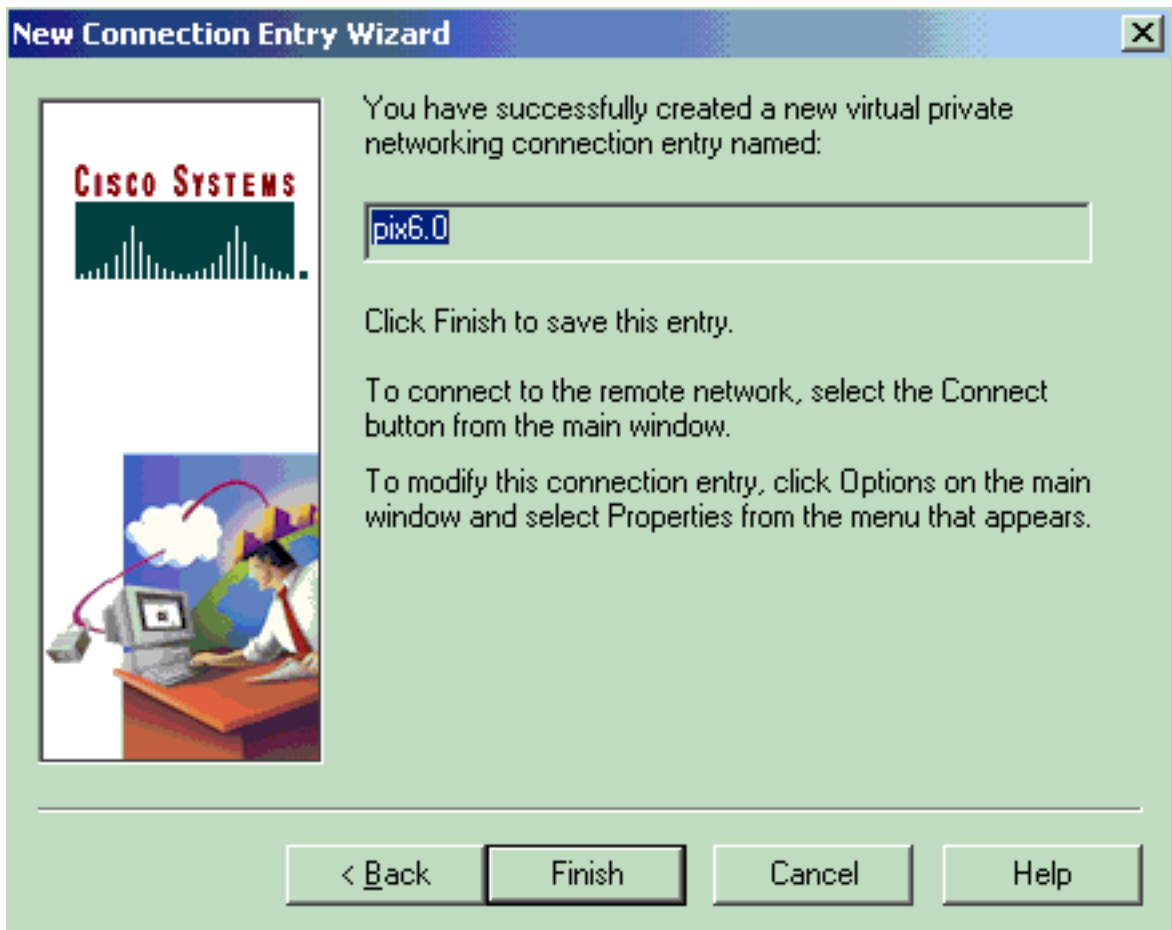 New Connection Entry Wizard
CISCO SYSTEMS
You have successfully created a new virtual private
networking connection entry named:
pix6.0
Click Finish to save this entry.
To connect to the remote network, select the Connect
button from the main window.
To modify this connection entry, click Options on the main
window and select Properties from the menu that appears.
< Back
Finish
Cancel
Help